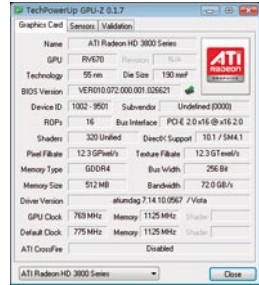 TechPowerUp GPU-Z 0.1.7
Graphics Card Sensors Validation
Name ATI Radeon HD 3800 Series
GPU RV670 Revision N/A
Technology 55 nm Die Size 190 mm²
BIOS Version VER010.072.000.001.026621
Device ID 1002 - 9501 Subvendor Undefined (0000)
ROPs 16 Bus Interface PCI-E 2.0 x16 @ x16 2.0
Shaders 320 Unified DirectX Support 10.1 / SM4.1
Pixel Fillrate 12.3 GPixel/s Texture Fillrate 12.3 GTexel/s
Memory Type GDDR4 Bus Width 256 Bit
Memory Size 512 MB Bandwidth 72.0 GB/s
Driver Version atiumdag 7.14.10.0567 / Vista
GPU Clock 769 MHz Memory 1125 MHz Shader
Default Clock 775 MHz Memory 1125 MHz Shader
ATI CrossFire Disabled
ATI Radeon HD 3800 Series Close
ATI
RADEON